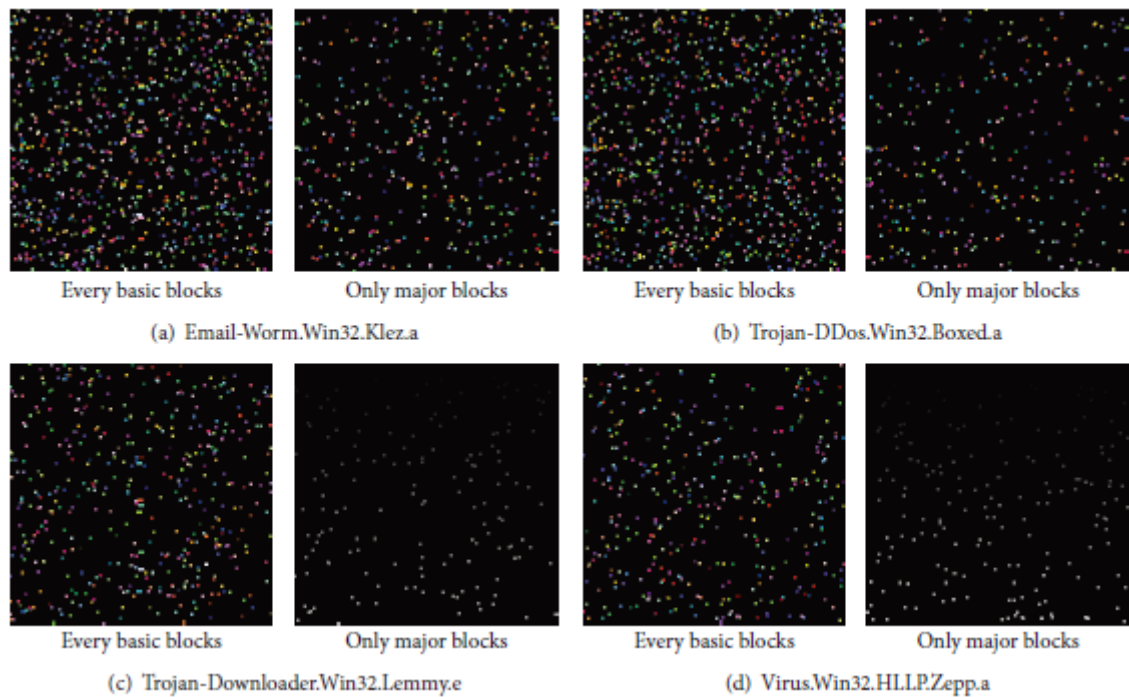 Every basic blocks Only major blocks Every basic blocks Only major blocks
(a) Email-Worm.Win32.Klez.a (b) Trojan-DDos.Win32.Boxed.a
Every basic blocks Only major blocks Every basic blocks Only major blocks
(c) Trojan-Downloader.Win32.Lemmy.e (d) Virus.Win32.HLLP.Zepp.a